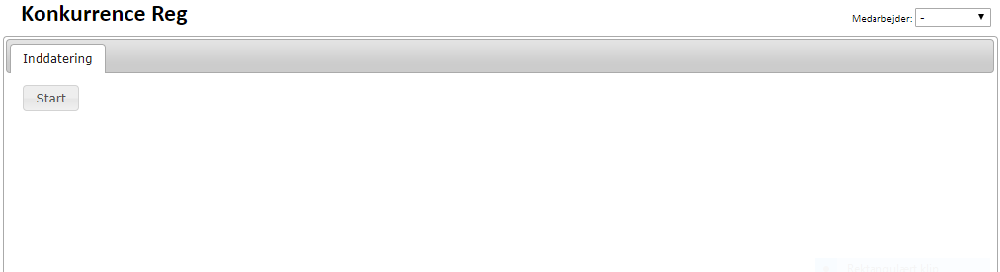 Konkurrence Reg
Medarbejder: -
Inddatering
Start